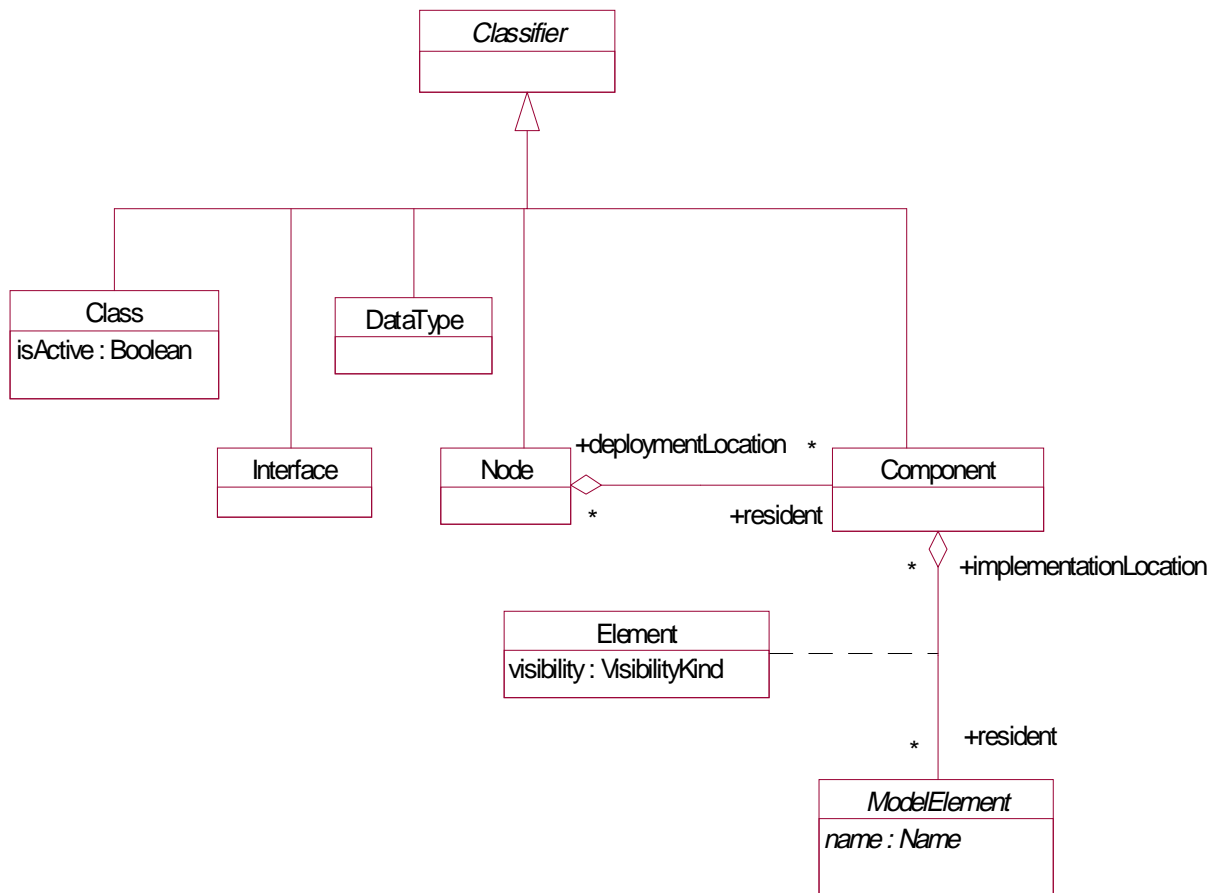 Classifier
Class
isActive : Boolean
DataType
Interface
Node
+deploymentLocation
*
Component
*
+resident
*
+implementationLocation
Element
visibility : VisibilityKind
*
+resident
ModelElement
name : Name